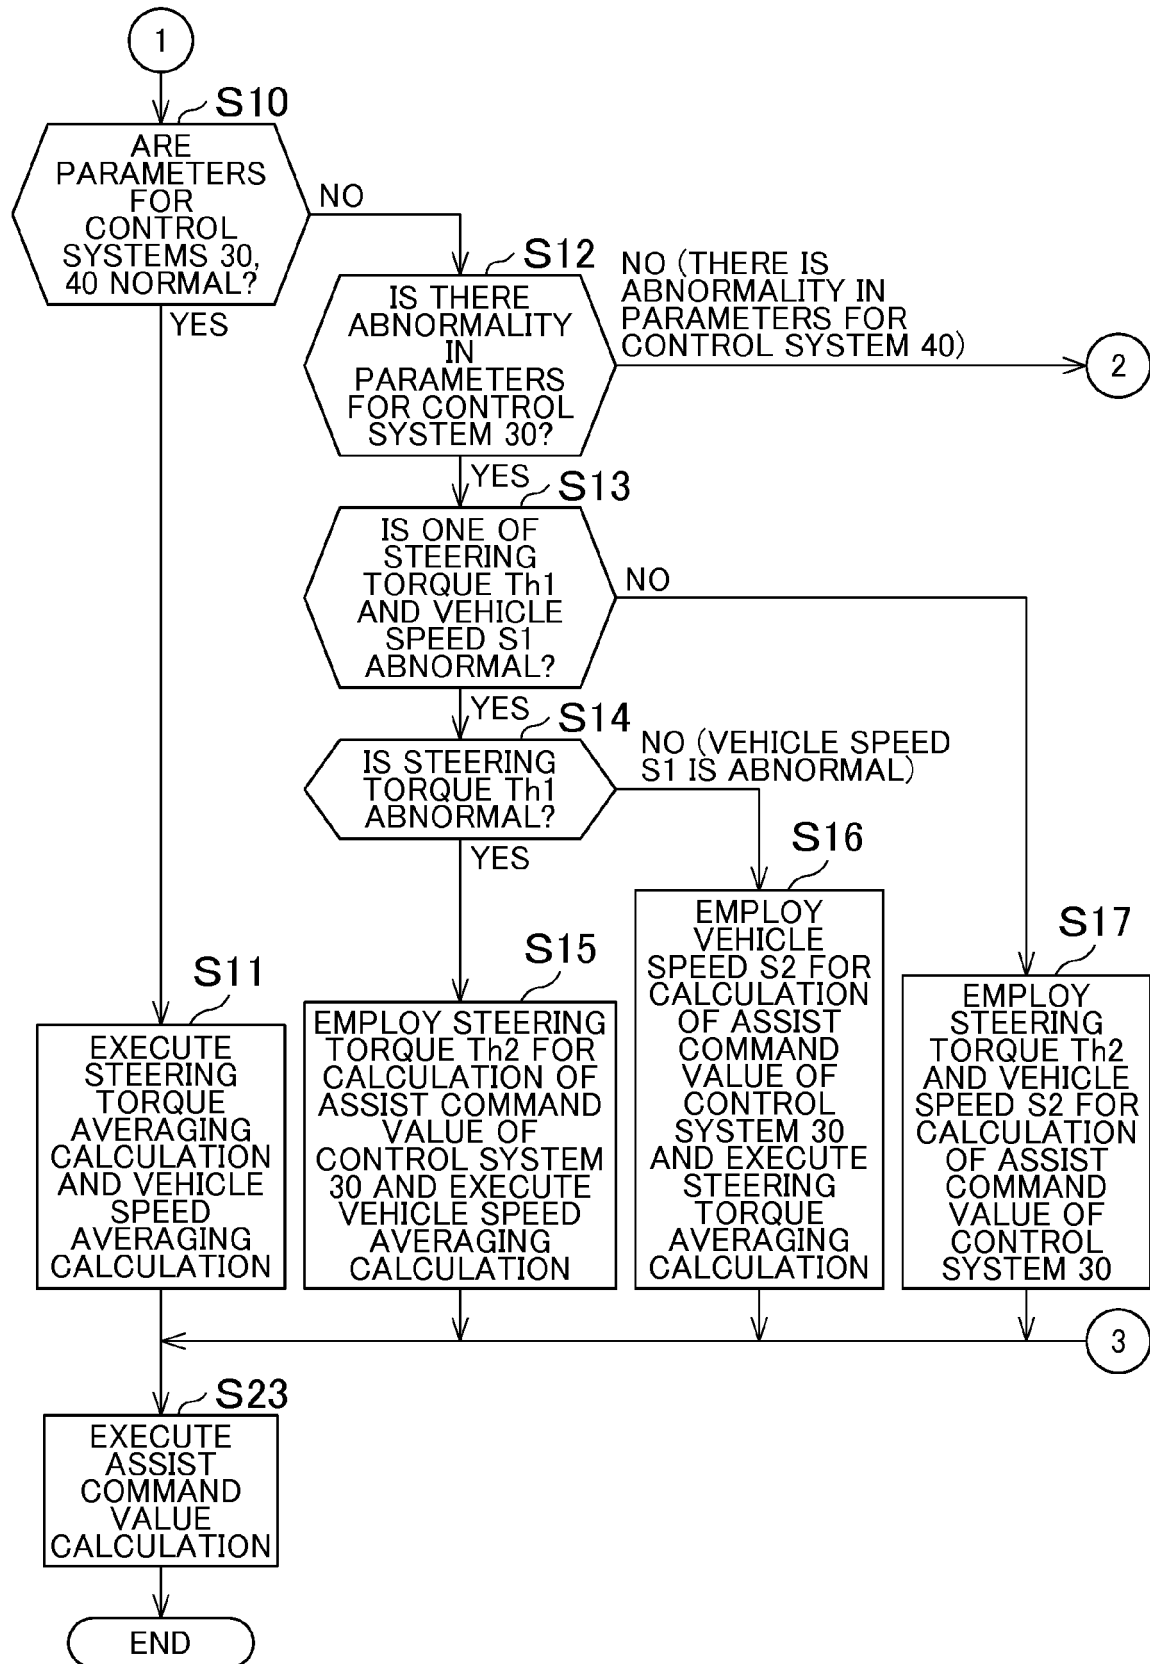 1
S10
ARE
PARAMETERS
FOR
CONTROL
SYSTEMS 30,
40 NORMAL?
NO
YES
S12
IS THERE
ABNORMALITY
IN
PARAMETERS
FOR CONTROL
SYSTEM 30?
NO (THERE IS
ABNORMALITY IN
PARAMETERS FOR
CONTROL SYSTEM 40)
2
YES
S13
IS ONE OF
STEERING
TORQUE Th1
AND VEHICLE
SPEED S1
ABNORMAL?
NO
YES
S14
IS STEERING
TORQUE Th1
ABNORMAL?
NO (VEHICLE SPEED
S1 IS ABNORMAL)
YES
S11
EXECUTE
STEERING
TORQUE
AVERAGING
CALCULATION
AND VEHICLE
SPEED
AVERAGING
CALCULATION
S15
EMPLOY STEERING
TORQUE Th2 FOR
CALCULATION OF
ASSIST COMMAND
VALUE OF
CONTROL SYSTEM
30 AND EXECUTE
VEHICLE SPEED
AVERAGING
CALCULATION
S16
EMPLOY
VEHICLE
SPEED S2 FOR
CALCULATION
OF ASSIST
COMMAND
VALUE OF
CONTROL
SYSTEM 30
AND EXECUTE
STEERING
TORQUE
AVERAGING
CALCULATION
S17
EMPLOY
STEERING
TORQUE Th2
AND VEHICLE
SPEED S2 FOR
CALCULATION
OF ASSIST
COMMAND
VALUE OF
CONTROL
SYSTEM 30
3
S23
EXECUTE
ASSIST
COMMAND
VALUE
CALCULATION
END